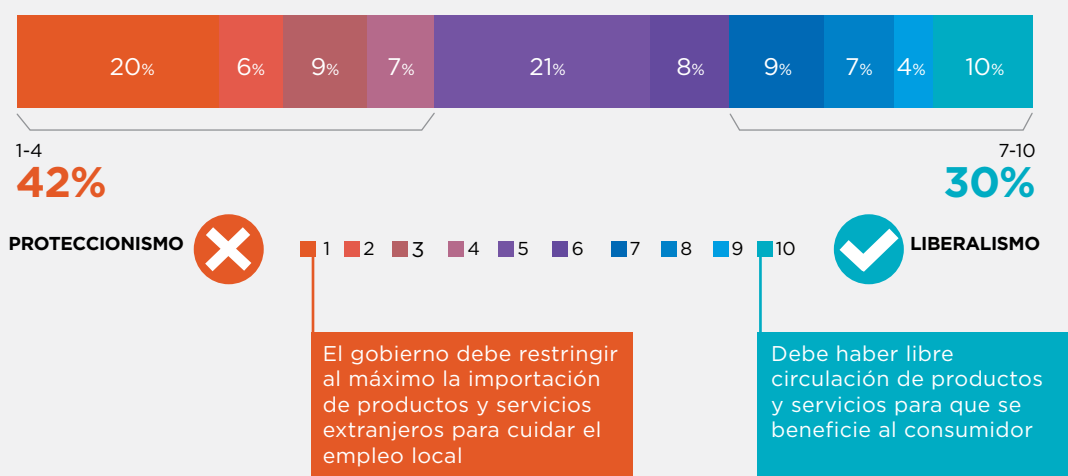 20% 6% 9% 7% 21% 8% 9% 7% 4% 10%
1-4
42%
7-10
30%
PROTECCIONISMO
1 2 3 4 5 6 7 8 9 10
LIBERALISMO
El gobierno debe restringir
al máximo la importación
de productos y servicios
extranjeros para cuidar el
empleo local
Debe haber libre
circulación de productos
y servicios para que se
beneficie al consumidor